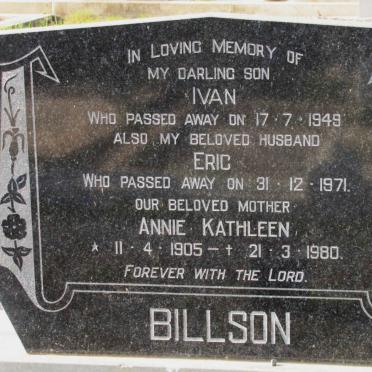 IN LOVING MEMORY OF
MY DARLING SON
IVAN
WHO PASSED AWAY ON 17·7·1949
ALSO MY BELOVED HUSBAND
ERIC
WHO PASSED AWAY ON 31·12·1971.
OUR BELOVED MOTHER
ANNIE KATHLEEN
* 11·4·1905 — † 21·3·1980.
FOREVER WITH THE LORD.
BILLSON